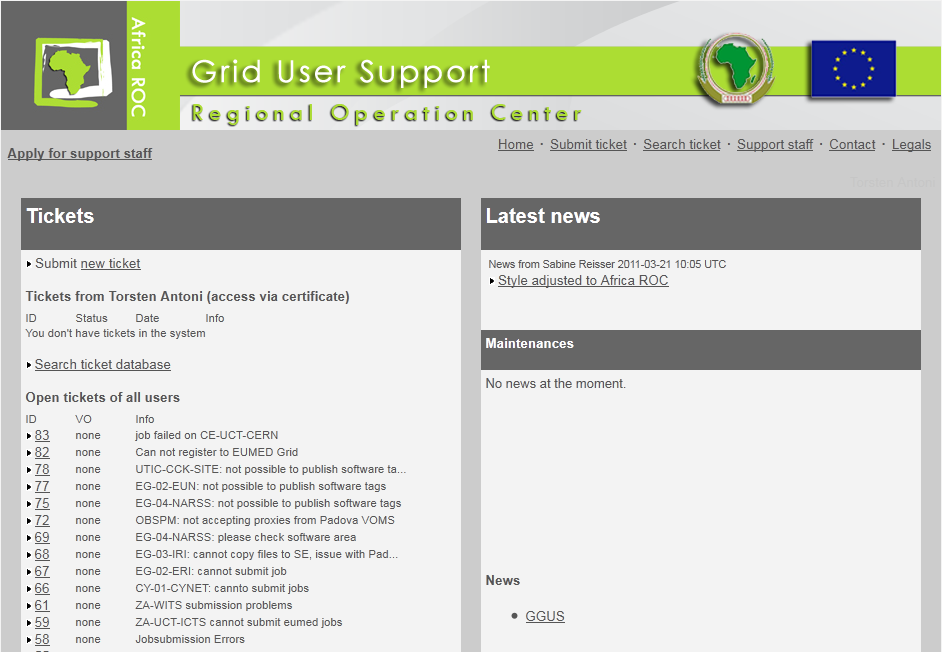 Africa ROC
Grid User Support
Regional Operation Center
Apply for support staff
Home · Submit ticket · Search ticket · Support staff · Contact · Legals
Torsten Antoni
Tickets
Submit new ticket
Tickets from Torsten Antoni (access via certificate)
ID Status Date Info
You don't have tickets in the system
Search ticket database
Open tickets of all users
ID VO Info
83 none job failed on CE-UCT-CERN
82 none Can not register to EUMED Grid
78 none UTIC-CCK-SITE: not possible to publish software ta...
77 none EG-02-EUN: not possible to publish software tags
75 none EG-04-NARSS: not possible to publish software tags
72 none OBSPM: not accepting proxies from Padova VOMS
69 none EG-04-NARSS: please check software area
68 none EG-03-IRI: cannot copy files to SE, issue with Pad...
67 none EG-02-ERI: cannot submit job
66 none CY-01-CYNET: cannto submit jobs
61 none ZA-WITS submission problems
59 none ZA-UCT-ICTS cannot submit eumed jobs
58 none Jobsubmission Errors
Latest news
News from Sabine Reisser 2011-03-21 10:05 UTC
Style adjusted to Africa ROC
Maintenances
No news at the moment.
News
• GGUS